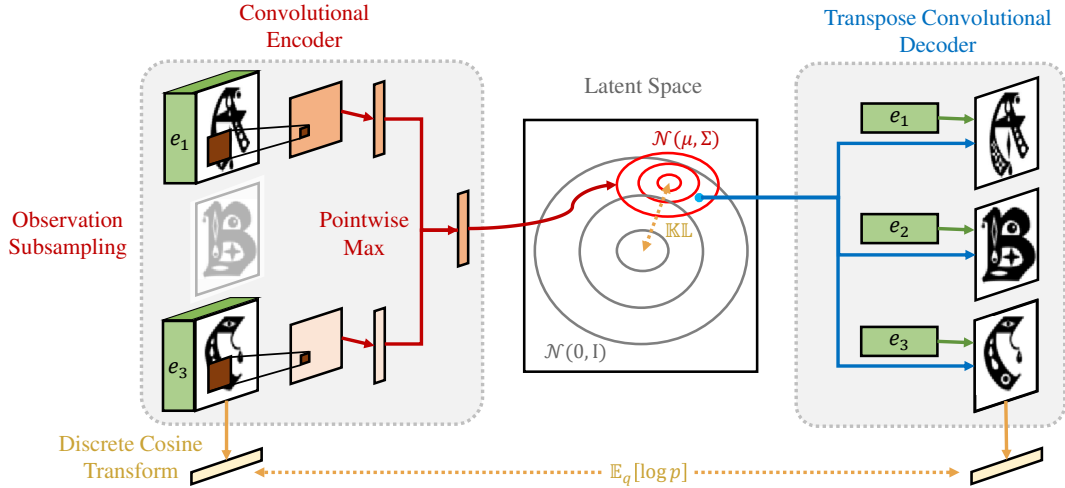 Convolutional
Encoder
Transpose Convolutional
Decoder
Latent Space
e₁
e₁
𝒩(μ, Σ)
Observation
Subsampling
B
Pointwise
Max
𝕂𝕃
e₂
B
e₃
𝒩(0, I)
e₃
Discrete Cosine
Transform
𝔼_q[log p]